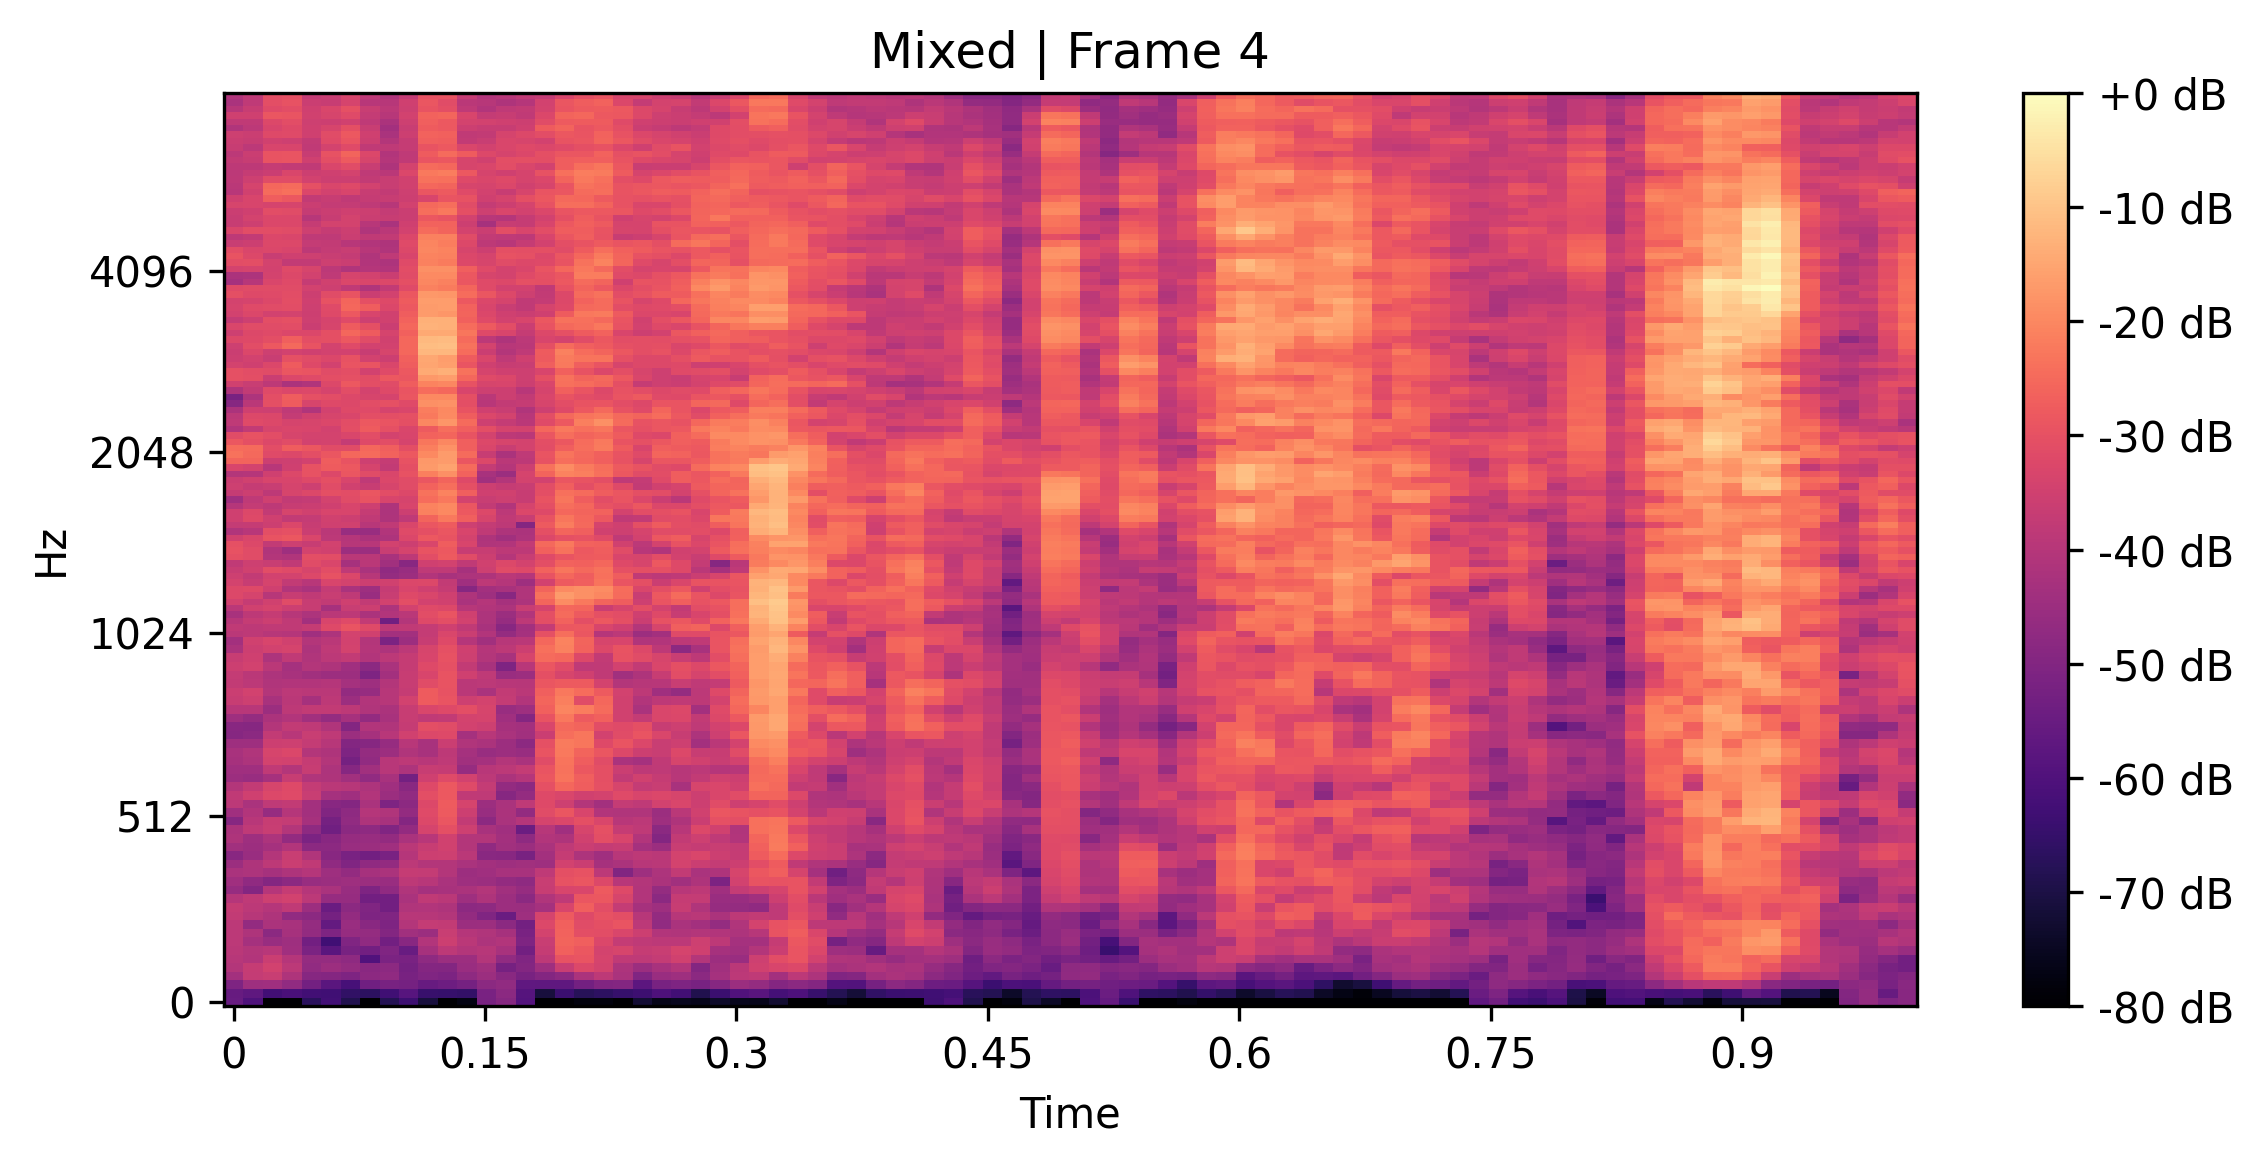 Mixed | Frame 4
Hz
4096
2048
1024
512
0
0 0.15 0.3 0.45 0.6 0.75 0.9
Time
+0 dB
-10 dB
-20 dB
-30 dB
-40 dB
-50 dB
-60 dB
-70 dB
-80 dB